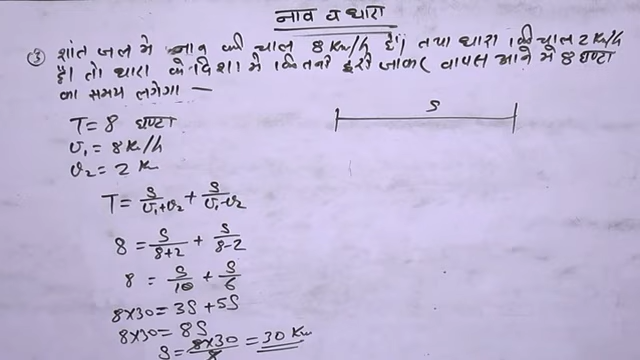 नाव व धारा
③ शांत जल मे नाव की चाल 8 Km/h है। तथा धारा की चाल 2 Km/h
है। तो धारा के दिशा मे कितनी दूरी जाकर वापस आने मे 8 घण्टा
का समय लगेगा —
S
T = 8 घण्टा
v₁ = 8 Km/h
v₂ = 2 Km
T = S/(v₁+v₂) + S/(v₁-v₂)
8 = S/(8+2) + S/(8-2)
8 = S/10 + S/6
8×30 = 3S + 5S
8×30 = 8S
S = (8×30)/8 = 30 Km